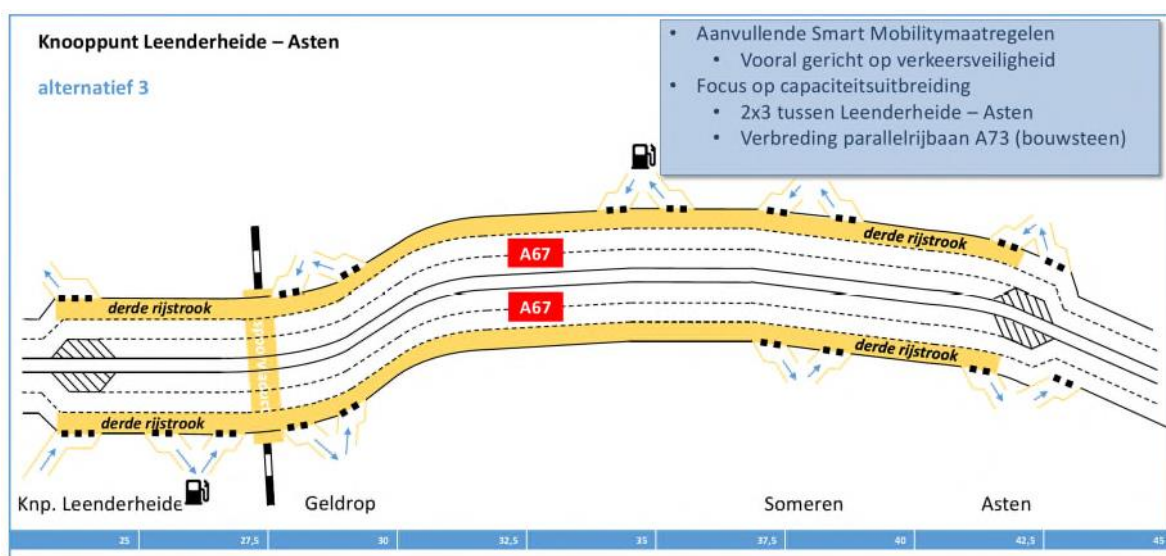 Knooppunt Leenderheide – Asten
alternatief 3
• Aanvullende Smart Mobilitymaatregelen
• Vooral gericht op verkeersveiligheid
• Focus op capaciteitsuitbreiding
• 2x3 tussen Leenderheide – Asten
• Verbreding parallelrijbaan A73 (bouwsteen)
derde rijstrook
A67
derde rijstrook
A67
derde rijstrook
derde rijstrook
Knp. Leenderheide
Geldrop
Someren
Asten
25 27,5 30 32,5 35 37,5 40 42,5 45